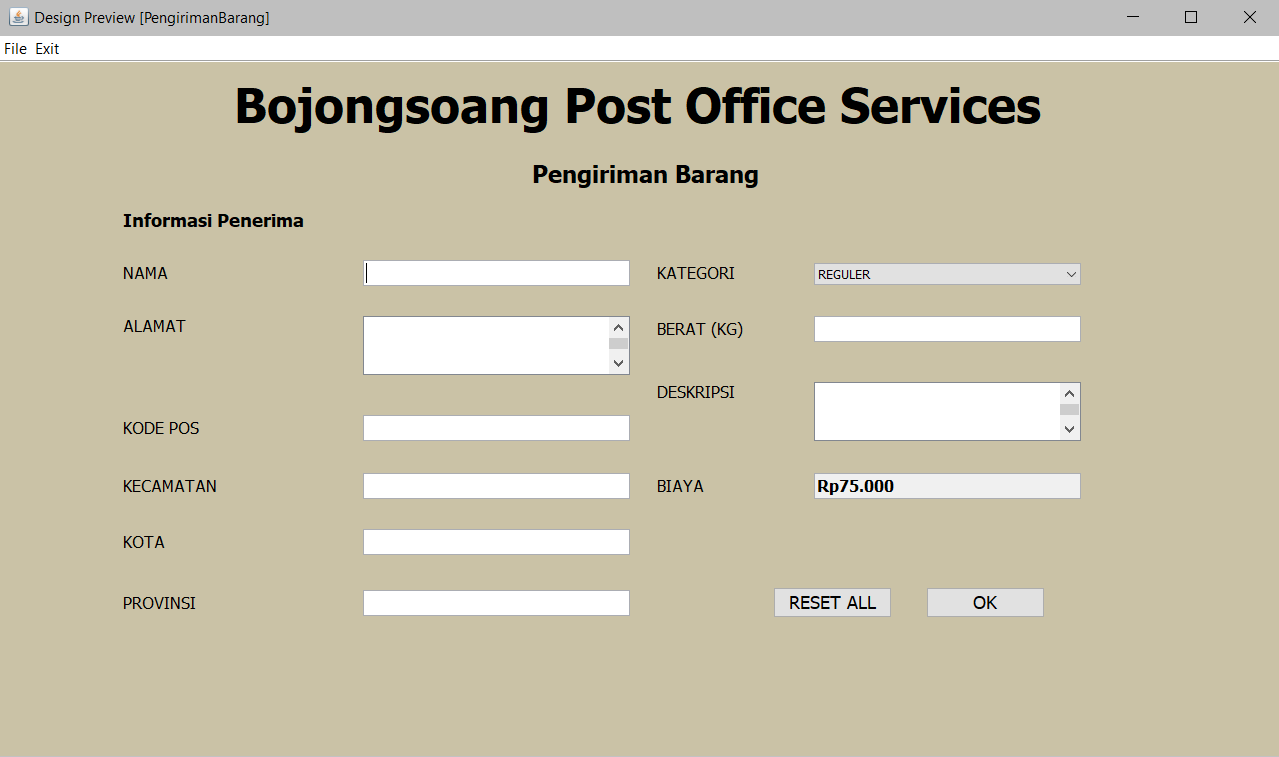 Design Preview [PengirimanBarang]
File Exit
Bojongsoang Post Office Services
Pengiriman Barang
Informasi Penerima
NAMA
KATEGORI
REGULER
ALAMAT
BERAT (KG)
DESKRIPSI
KODE POS
KECAMATAN
BIAYA
Rp75.000
KOTA
PROVINSI
RESET ALL
OK